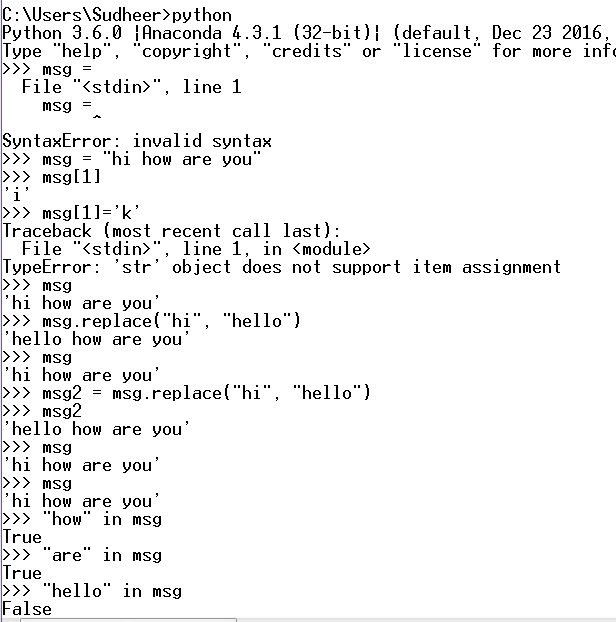 C:\Users\Sudheer>python
Python 3.6.0 |Anaconda 4.3.1 (32-bit)| (default, Dec 23 2016,
Type "help", "copyright", "credits" or "license" for more info
>>> msg =
  File "<stdin>", line 1
    msg =
         ^
SyntaxError: invalid syntax
>>> msg = "hi how are you"
>>> msg[1]
'i'
>>> msg[1]='k'
Traceback (most recent call last):
  File "<stdin>", line 1, in <module>
TypeError: 'str' object does not support item assignment
>>> msg
'hi how are you'
>>> msg.replace("hi", "hello")
'hello how are you'
>>> msg
'hi how are you'
>>> msg2 = msg.replace("hi", "hello")
>>> msg2
'hello how are you'
>>> msg
'hi how are you'
>>> msg
'hi how are you'
>>> "how" in msg
True
>>> "are" in msg
True
>>> "hello" in msg
False